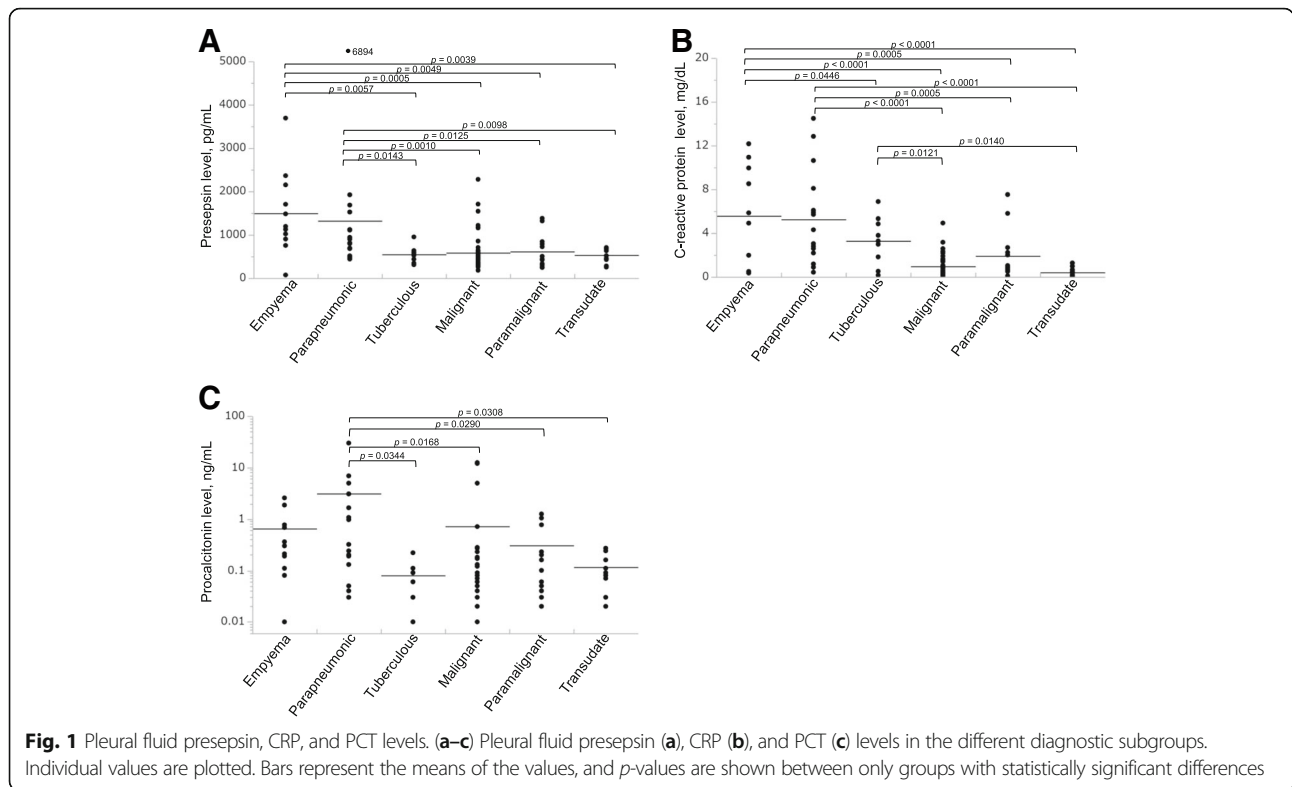 A
6894
p = 0.0039
p = 0.0049
p = 0.0005
p = 0.0057
p = 0.0098
p = 0.0125
p = 0.0010
p = 0.0143
5000
4000
3000
2000
1000
0
Presepsin level, pg/mL
Empyema
Parapneumonic
Tuberculous
Malignant
Paramalignant
Transudate
B
p < 0.0001
p = 0.0005
p < 0.0001
p = 0.0446
p < 0.0001
p = 0.0005
p < 0.0001
p = 0.0140
p = 0.0121
20
16
12
8
4
0
C-reactive protein level, mg/dL
Empyema
Parapneumonic
Tuberculous
Malignant
Paramalignant
Transudate
C
p = 0.0308
p = 0.0290
p = 0.0168
p = 0.0344
100
10
1
0.1
0.01
Procalcitonin level, ng/mL
Empyema
Parapneumonic
Tuberculous
Malignant
Paramalignant
Transudate
Fig. 1 Pleural fluid presepsin, CRP, and PCT levels. (a–c) Pleural fluid presepsin (a), CRP (b), and PCT (c) levels in the different diagnostic subgroups.
Individual values are plotted. Bars represent the means of the values, and p-values are shown between only groups with statistically significant differences